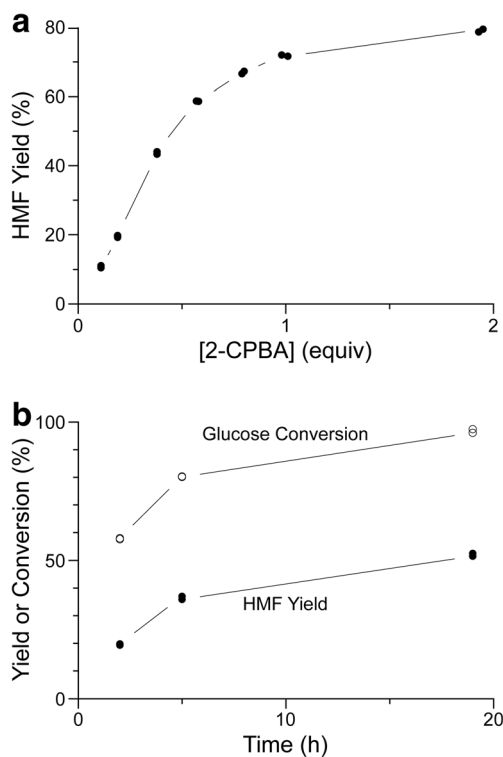 a
80
60
40
20
0
HMF Yield (%)
0 1 2
[2-CPBA] (equiv)
b
100
50
0
Yield or Conversion (%)
Glucose Conversion
HMF Yield
0 10 20
Time (h)